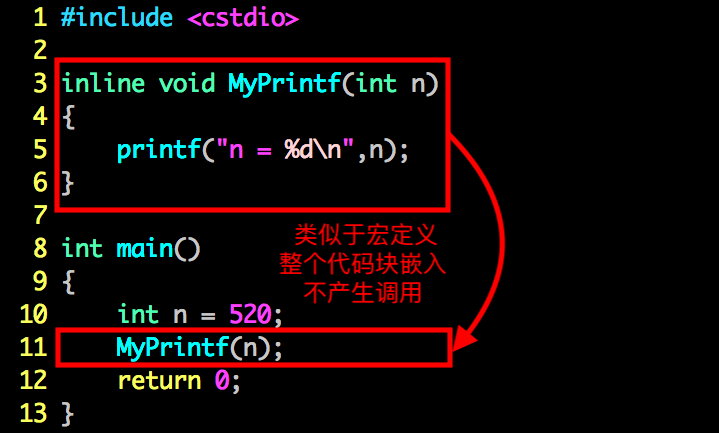 1 #include <cstdio>
2
3 inline void MyPrintf(int n)
4 {
5     printf("n = %d\n",n);
6 }
7
8 int main()
9 {
10     int n = 520;
11     MyPrintf(n);
12     return 0;
13 }
类似于宏定义
整个代码块嵌入
不产生调用